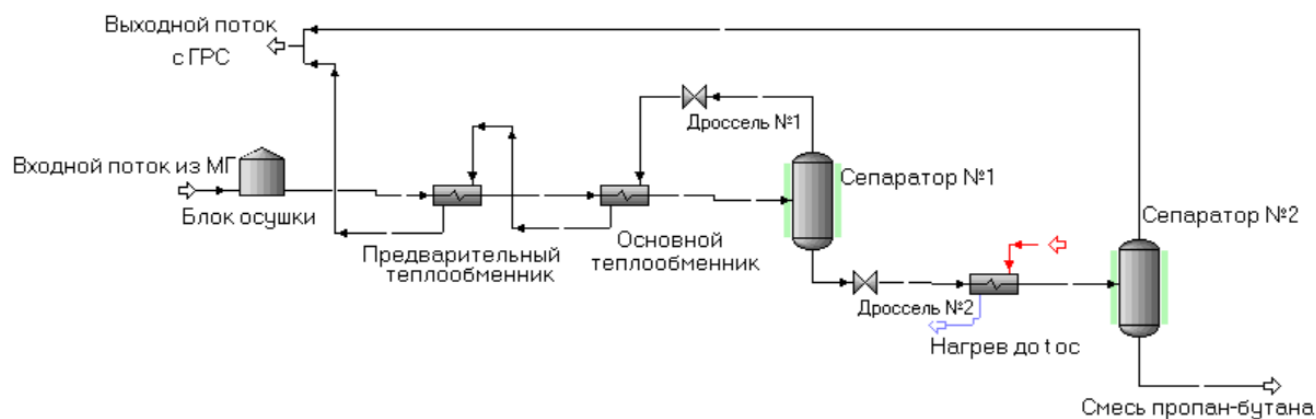 Выходной поток
с ГРС
Дроссель №1
Входной поток из МГ
Блок осушки
Сепаратор №1
Сепаратор №2
Предварительный
теплообменник
Основной
теплообменник
Дроссель №2
Нагрев до t ос
Смесь пропан-бутана